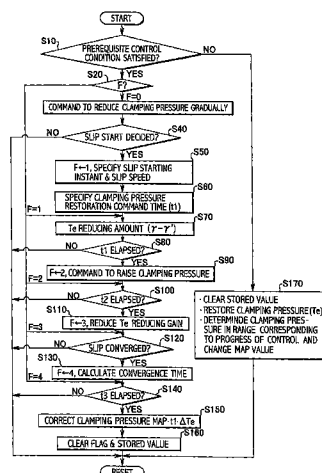 START
S10
PREREQUISITE CONTROL
CONDITION SATISFIED?
NO
YES
S20
F?
F=0
COMMAND TO REDUCE CLAMPING PRESSURE GRADUALLY
S40
NO
SLIP START DECIDED?
YES
S50
F←1, SPECIFY SLIP STARTING
INSTANT & SLIP SPEED
S60
SPECIFY CLAMPING PRESSURE
RESTORATION COMMAND TIME (t1)
F=1
S70
Te REDUCING AMOUNT (γ-γ')
S80
NO
t1 ELAPSED?
YES
S90
F=2
F←2, COMMAND TO RAISE CLAMPING PRESSURE
S100
NO
t2 ELAPSED?
YES
S110
F=3
F←3, REDUCE Te REDUCING GAIN
S120
NO
SLIP CONVERGED?
S130
YES
F←4, CALCULATE CONVERGENCE TIME
F=4
S140
NO
t3 ELAPSED?
YES
S150
CORRECT CLAMPING PRESSURE MAP·t1·ΔTe
S160
CLEAR FLAG & STORED VALUE
S170
· CLEAR STORED VALUE
· RESTORE CLAMPING PRESSURE(Te)
· DETERMINDE CLAMPING PRES-
SURE IN RANGE CORRESPONDING
TO PROGRESS OF CONTROL AND
CHANGE MAP VALUE
RESET